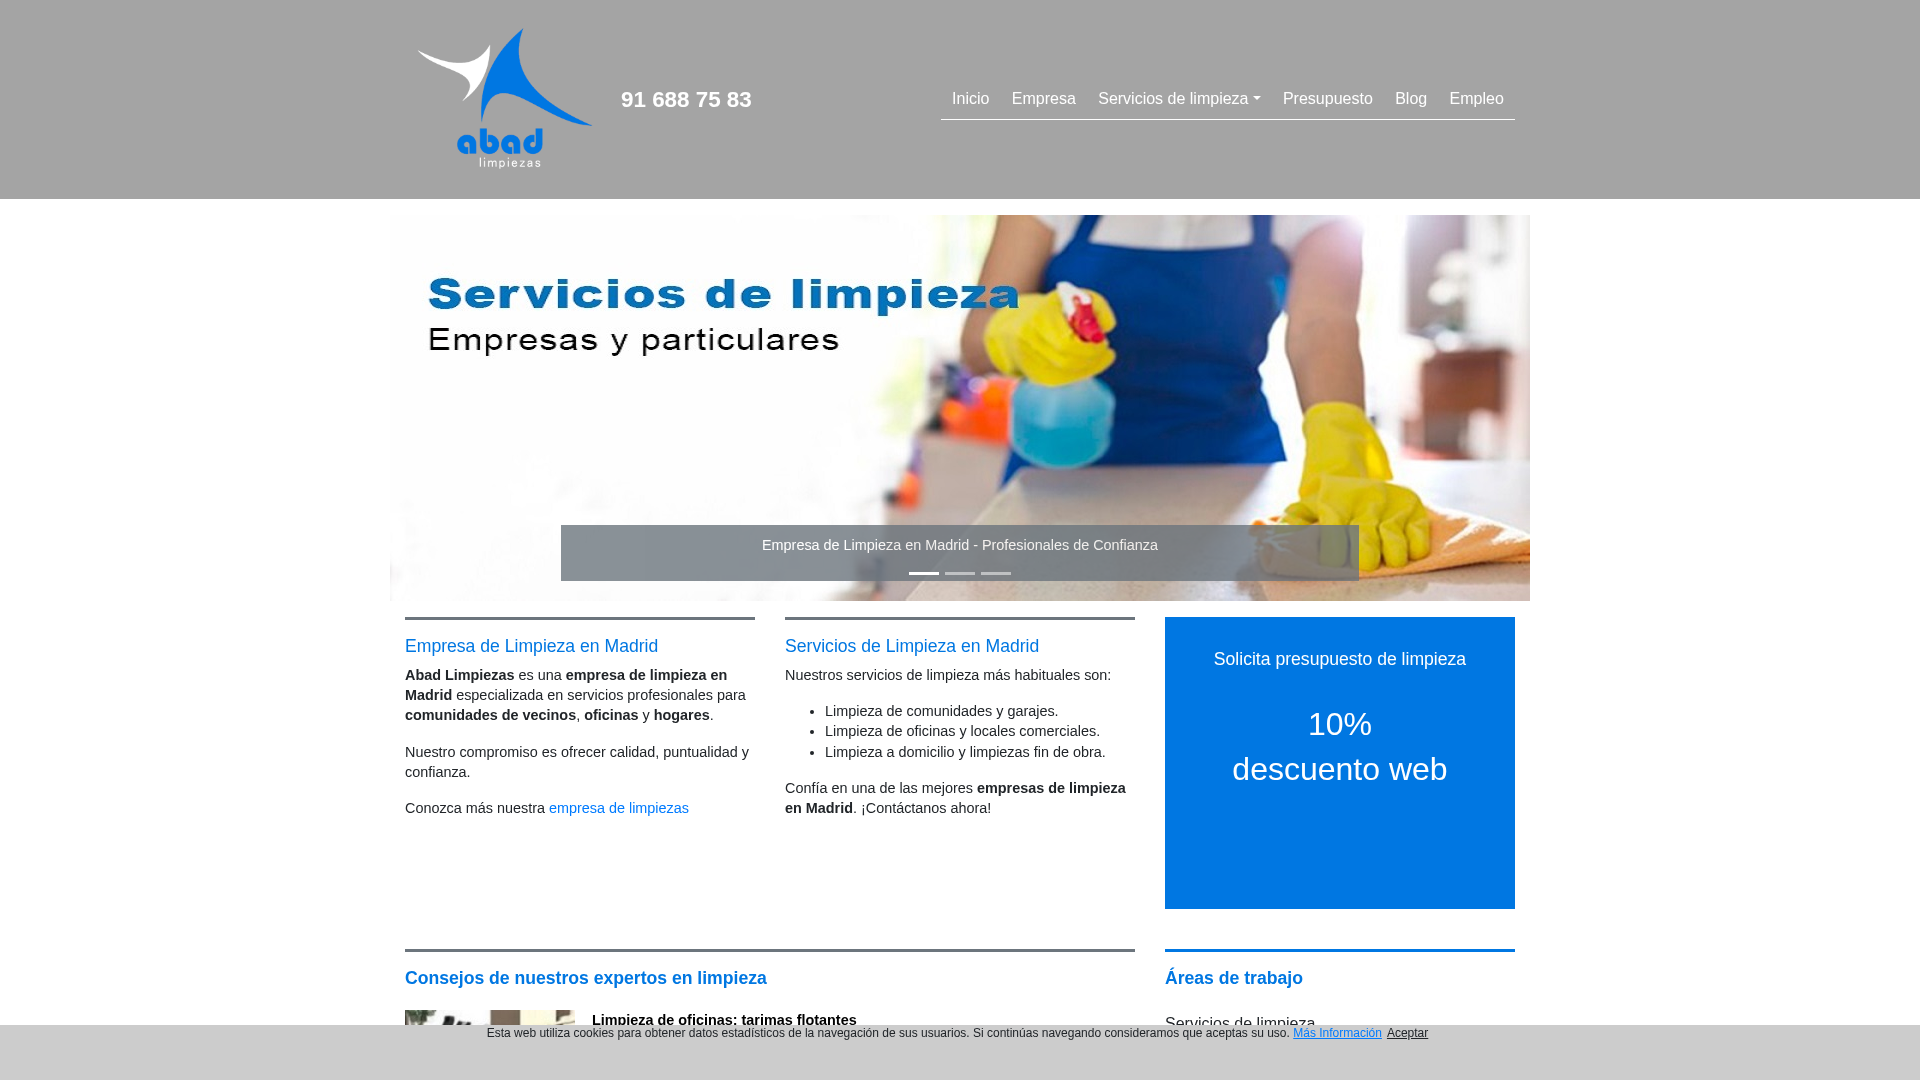 abad
limpiezas
91 688 75 83
Inicio Empresa Servicios de limpieza Presupuesto Blog Empleo
Servicios de limpieza
Empresas y particulares
Empresa de Limpieza en Madrid - Profesionales de Confianza
Empresa de Limpieza en Madrid
Abad Limpiezas es una empresa de limpieza en
Madrid especializada en servicios profesionales para
comunidades de vecinos, oficinas y hogares.
Nuestro compromiso es ofrecer calidad, puntualidad y
confianza.
Conozca más nuestra empresa de limpiezas
Servicios de Limpieza en Madrid
Nuestros servicios de limpieza más habituales son:
Limpieza de comunidades y garajes.
Limpieza de oficinas y locales comerciales.
Limpieza a domicilio y limpiezas fin de obra.
Confía en una de las mejores empresas de limpieza
en Madrid. ¡Contáctanos ahora!
Solicita presupuesto de limpieza
10%
descuento web
Consejos de nuestros expertos en limpieza
Limpieza de oficinas: tarimas flotantes
Áreas de trabajo
Servicios de limpieza
Esta web utiliza cookies para obtener datos estadísticos de la navegación de sus usuarios. Si continúas navegando consideramos que aceptas su uso. Más Información Aceptar